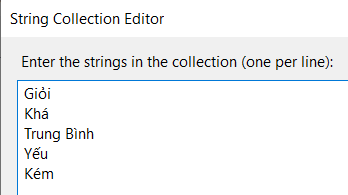 String Collection Editor
Enter the strings in the collection (one per line):
Giỏi
Khá
Trung Bình
Yếu
Kém